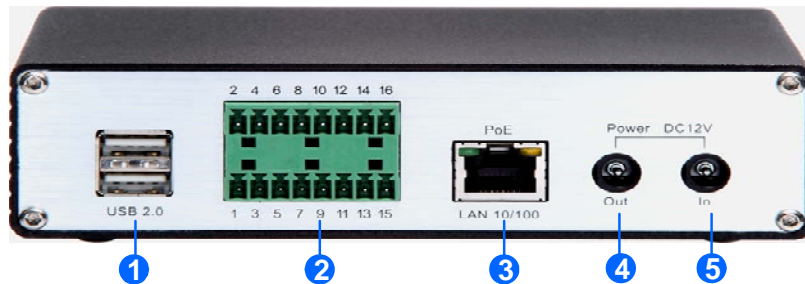 2 4 6 8 10 12 14 16
PoE
Power DC12V
USB 2.0
1 3 5 7 9 11 13 15
LAN 10/100
Out
In
1
2
3
4
5